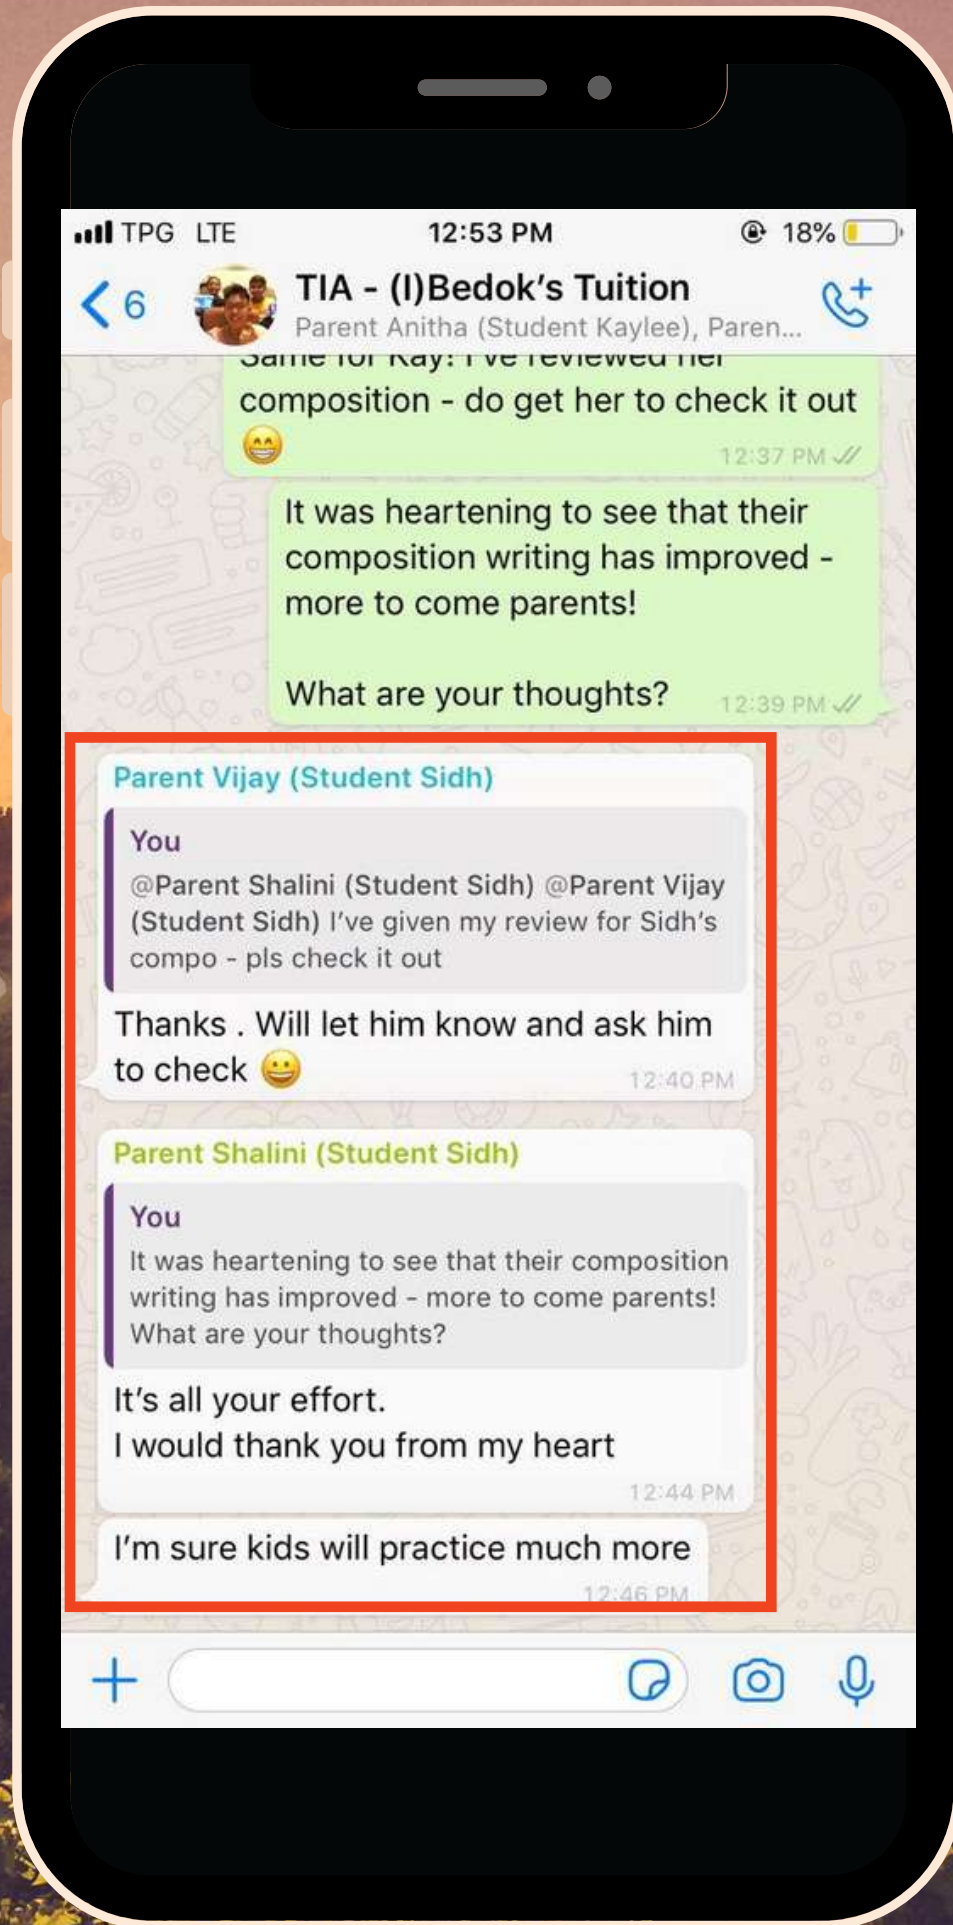 TPG LTE
12:53 PM
18%
6
TIA - (I)Bedok's Tuition
Parent Anitha (Student Kaylee), Paren...
Same for Kay! I've reviewed her
composition - do get her to check it out
😁
12:37 PM
It was heartening to see that their
composition writing has improved -
more to come parents!
What are your thoughts?
12:39 PM
Parent Vijay (Student Sidh)
You
@Parent Shalini (Student Sidh) @Parent Vijay
(Student Sidh) I've given my review for Sidh's
compo - pls check it out
Thanks . Will let him know and ask him
to check 😀
12:40 PM
Parent Shalini (Student Sidh)
You
It was heartening to see that their composition
writing has improved - more to come parents!
What are your thoughts?
It's all your effort.
I would thank you from my heart
12:44 PM
I'm sure kids will practice much more
12:46 PM